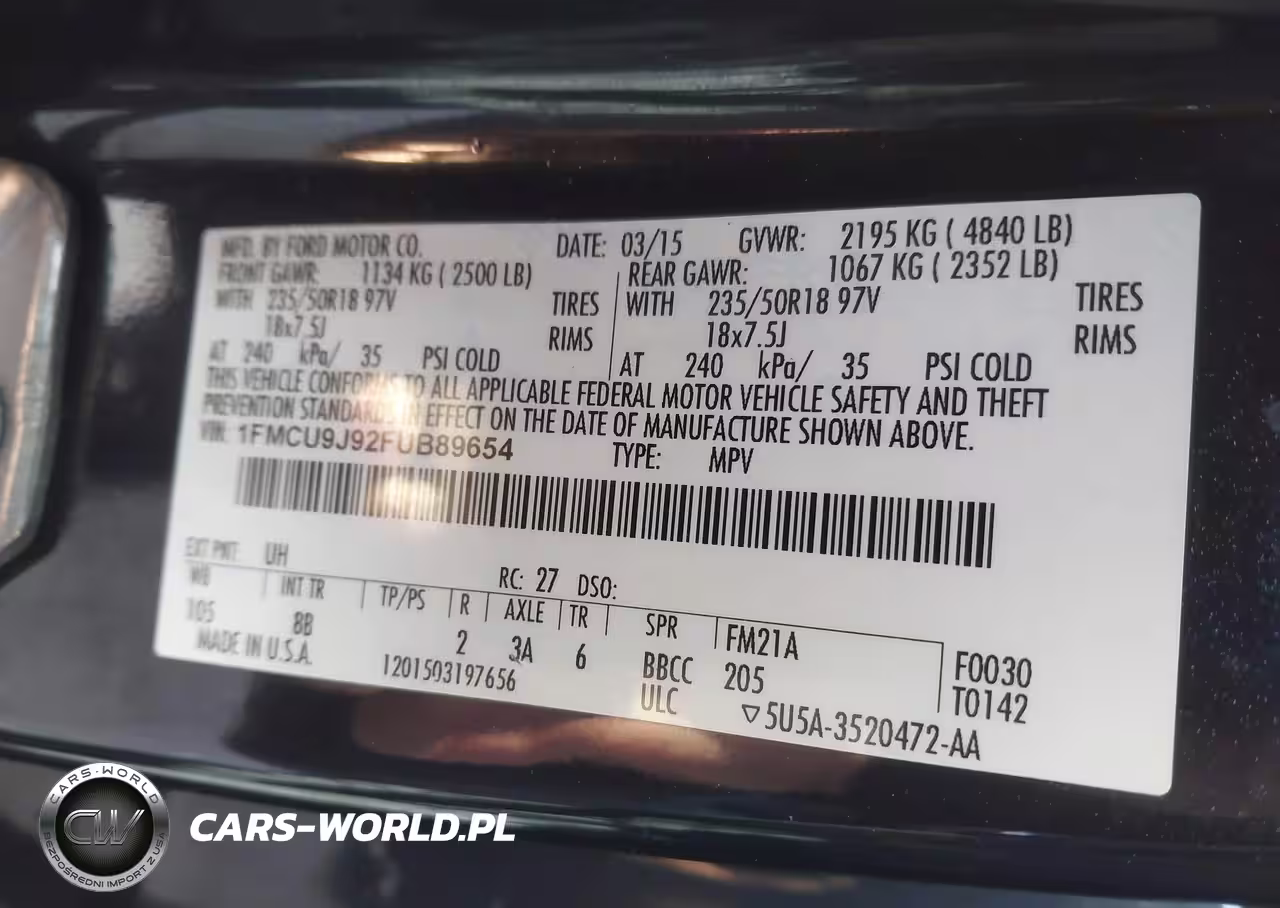 MFD. BY FORD MOTOR CO. DATE: 03/15 GVWR: 2195 KG ( 4840 LB)
FRONT GAWR: 1134 KG ( 2500 LB) REAR GAWR: 1067 KG ( 2352 LB)
WITH 235/50R18 97V TIRES WITH 235/50R18 97V TIRES
18x7.5J RIMS 18x7.5J RIMS
AT 240 kPa/ 35 PSI COLD AT 240 kPa/ 35 PSI COLD
THIS VEHICLE CONFORMS TO ALL APPLICABLE FEDERAL MOTOR VEHICLE SAFETY AND THEFT
PREVENTION STANDARDS IN EFFECT ON THE DATE OF MANUFACTURE SHOWN ABOVE.
VIN: 1FMCU9J92FUB89654 TYPE: MPV
EXT PNT: UH RC: 27 DSO:
WB INT TR TP/PS R AXLE TR SPR FM21A F0030
105 8B 2 3A 6 BBCC 205 T0142
MADE IN U.S.A. 1201503197656 ULC ▽5U5A-3520472-AA
CARS-WORLD
CW
BEZPOŚREDNI IMPORT Z USA
CARS-WORLD.PL